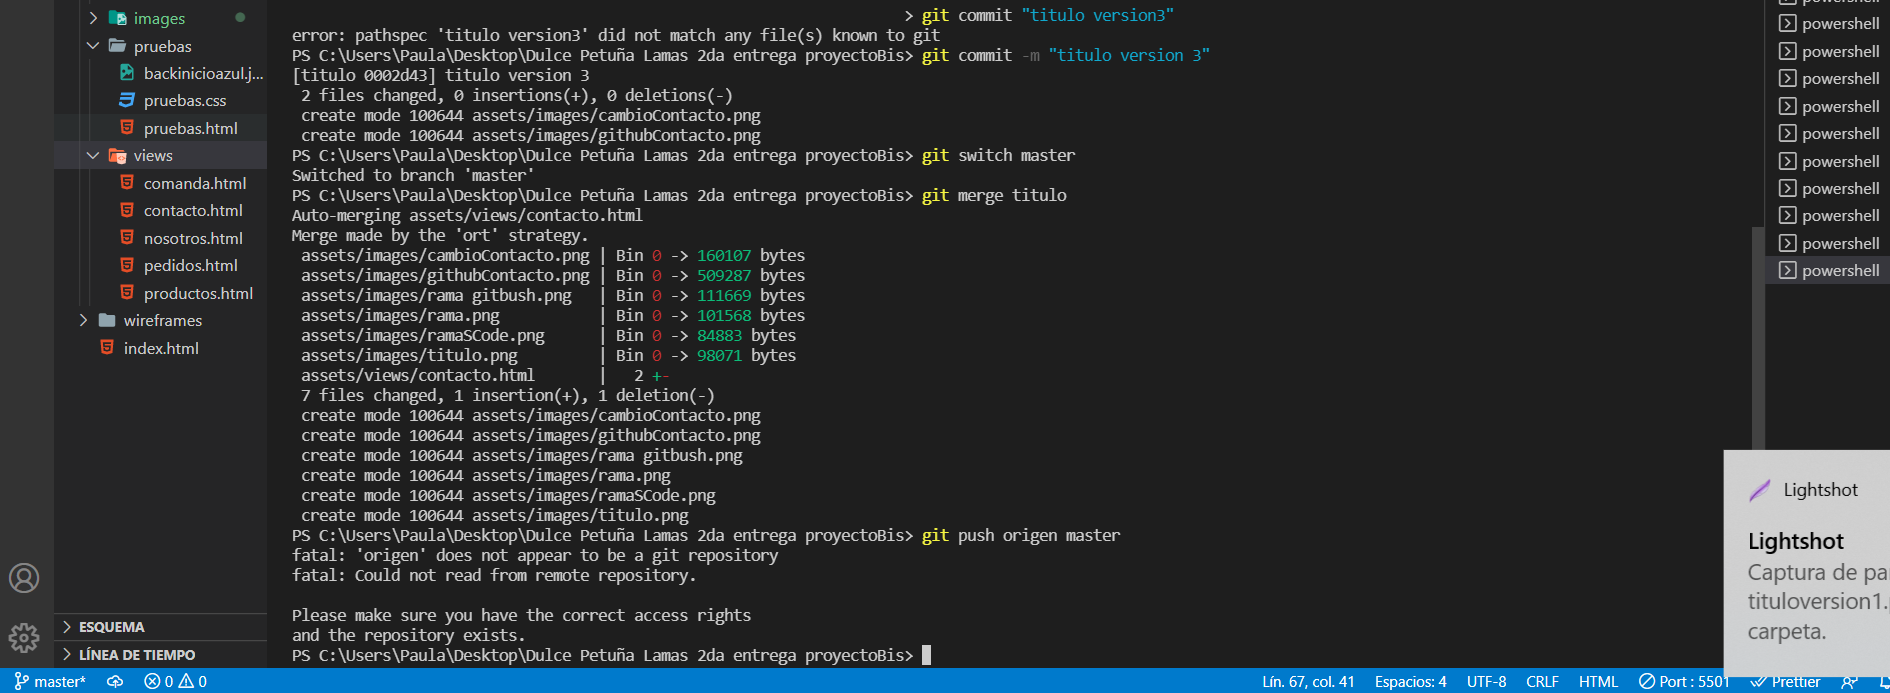 images
pruebas
backinicioazul.j...
pruebas.css
pruebas.html
views
comanda.html
contacto.html
nosotros.html
pedidos.html
productos.html
wireframes
index.html
ESQUEMA
LÍNEA DE TIEMPO
> git commit "titulo version3"
error: pathspec 'titulo version3' did not match any file(s) known to git
PS C:\Users\Paula\Desktop\Dulce Petuña Lamas 2da entrega proyectoBis> git commit -m "titulo version 3"
[titulo 0002d43] titulo version 3
2 files changed, 0 insertions(+), 0 deletions(-)
create mode 100644 assets/images/cambioContacto.png
create mode 100644 assets/images/githubContacto.png
PS C:\Users\Paula\Desktop\Dulce Petuña Lamas 2da entrega proyectoBis> git switch master
Switched to branch 'master'
PS C:\Users\Paula\Desktop\Dulce Petuña Lamas 2da entrega proyectoBis> git merge titulo
Auto-merging assets/views/contacto.html
Merge made by the 'ort' strategy.
assets/images/cambioContacto.png | Bin 0 -> 160107 bytes
assets/images/githubContacto.png | Bin 0 -> 509287 bytes
assets/images/rama gitbush.png | Bin 0 -> 111669 bytes
assets/images/rama.png | Bin 0 -> 101568 bytes
assets/images/ramaSCode.png | Bin 0 -> 84883 bytes
assets/images/titulo.png | Bin 0 -> 98071 bytes
assets/views/contacto.html | 2 +-
7 files changed, 1 insertion(+), 1 deletion(-)
create mode 100644 assets/images/cambioContacto.png
create mode 100644 assets/images/githubContacto.png
create mode 100644 assets/images/rama gitbush.png
create mode 100644 assets/images/rama.png
create mode 100644 assets/images/ramaSCode.png
create mode 100644 assets/images/titulo.png
PS C:\Users\Paula\Desktop\Dulce Petuña Lamas 2da entrega proyectoBis> git push origen master
fatal: 'origen' does not appear to be a git repository
fatal: Could not read from remote repository.
Please make sure you have the correct access rights
and the repository exists.
PS C:\Users\Paula\Desktop\Dulce Petuña Lamas 2da entrega proyectoBis>
powershell
powershell
powershell
powershell
powershell
powershell
powershell
powershell
powershell
powershell
powershell
Lightshot
Lightshot
Captura de pa
tituloversion1.
carpeta.
master* 0 0
Lín. 67, col. 41 Espacios: 4 UTF-8 CRLF HTML Port : 5501 Prettier